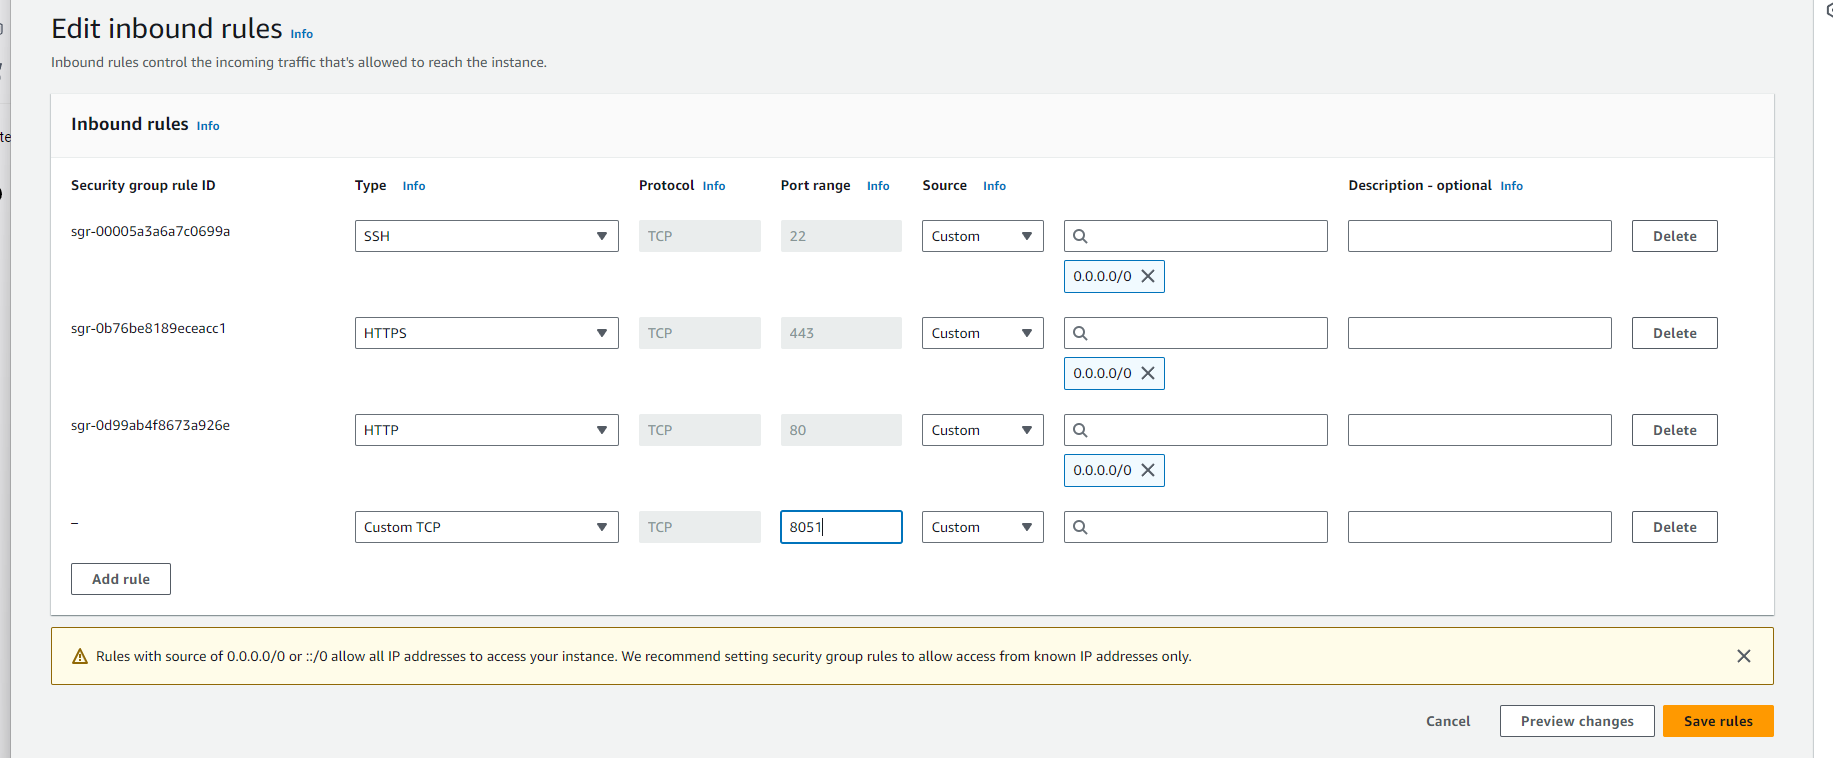 Edit inbound rules Info
Inbound rules control the incoming traffic that's allowed to reach the instance.
Inbound rules Info
Security group rule ID Type Info Protocol Info Port range Info Source Info Description - optional Info
sgr-00005a3a6a7c0699a SSH TCP 22 Custom Delete
0.0.0.0/0
sgr-0b76be8189eceacc1 HTTPS TCP 443 Custom Delete
0.0.0.0/0
sgr-0d99ab4f8673a926e HTTP TCP 80 Custom Delete
0.0.0.0/0
– Custom TCP TCP 8051 Custom Delete
Add rule
Rules with source of 0.0.0.0/0 or ::/0 allow all IP addresses to access your instance. We recommend setting security group rules to allow access from known IP addresses only.
Cancel Preview changes Save rules